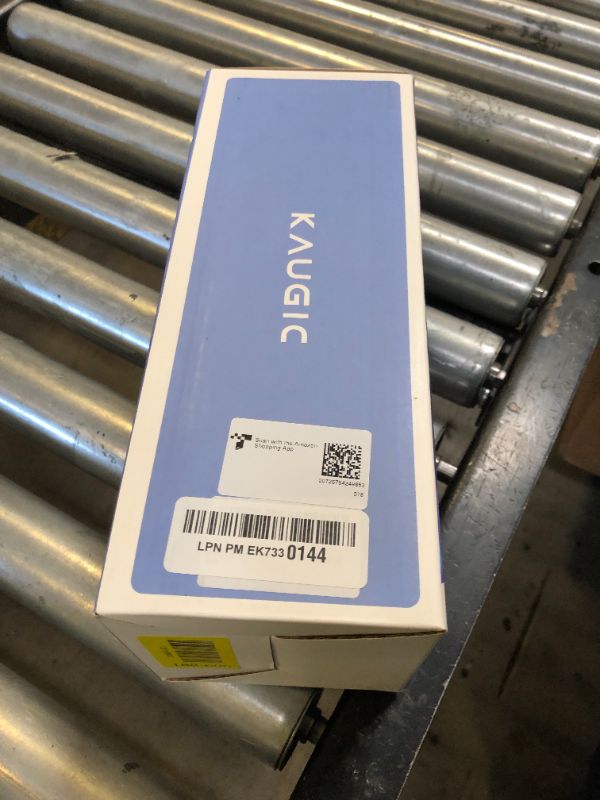 KAUGIC
Scan with the Amazon
Shopping App
LPN PM EK733 0144